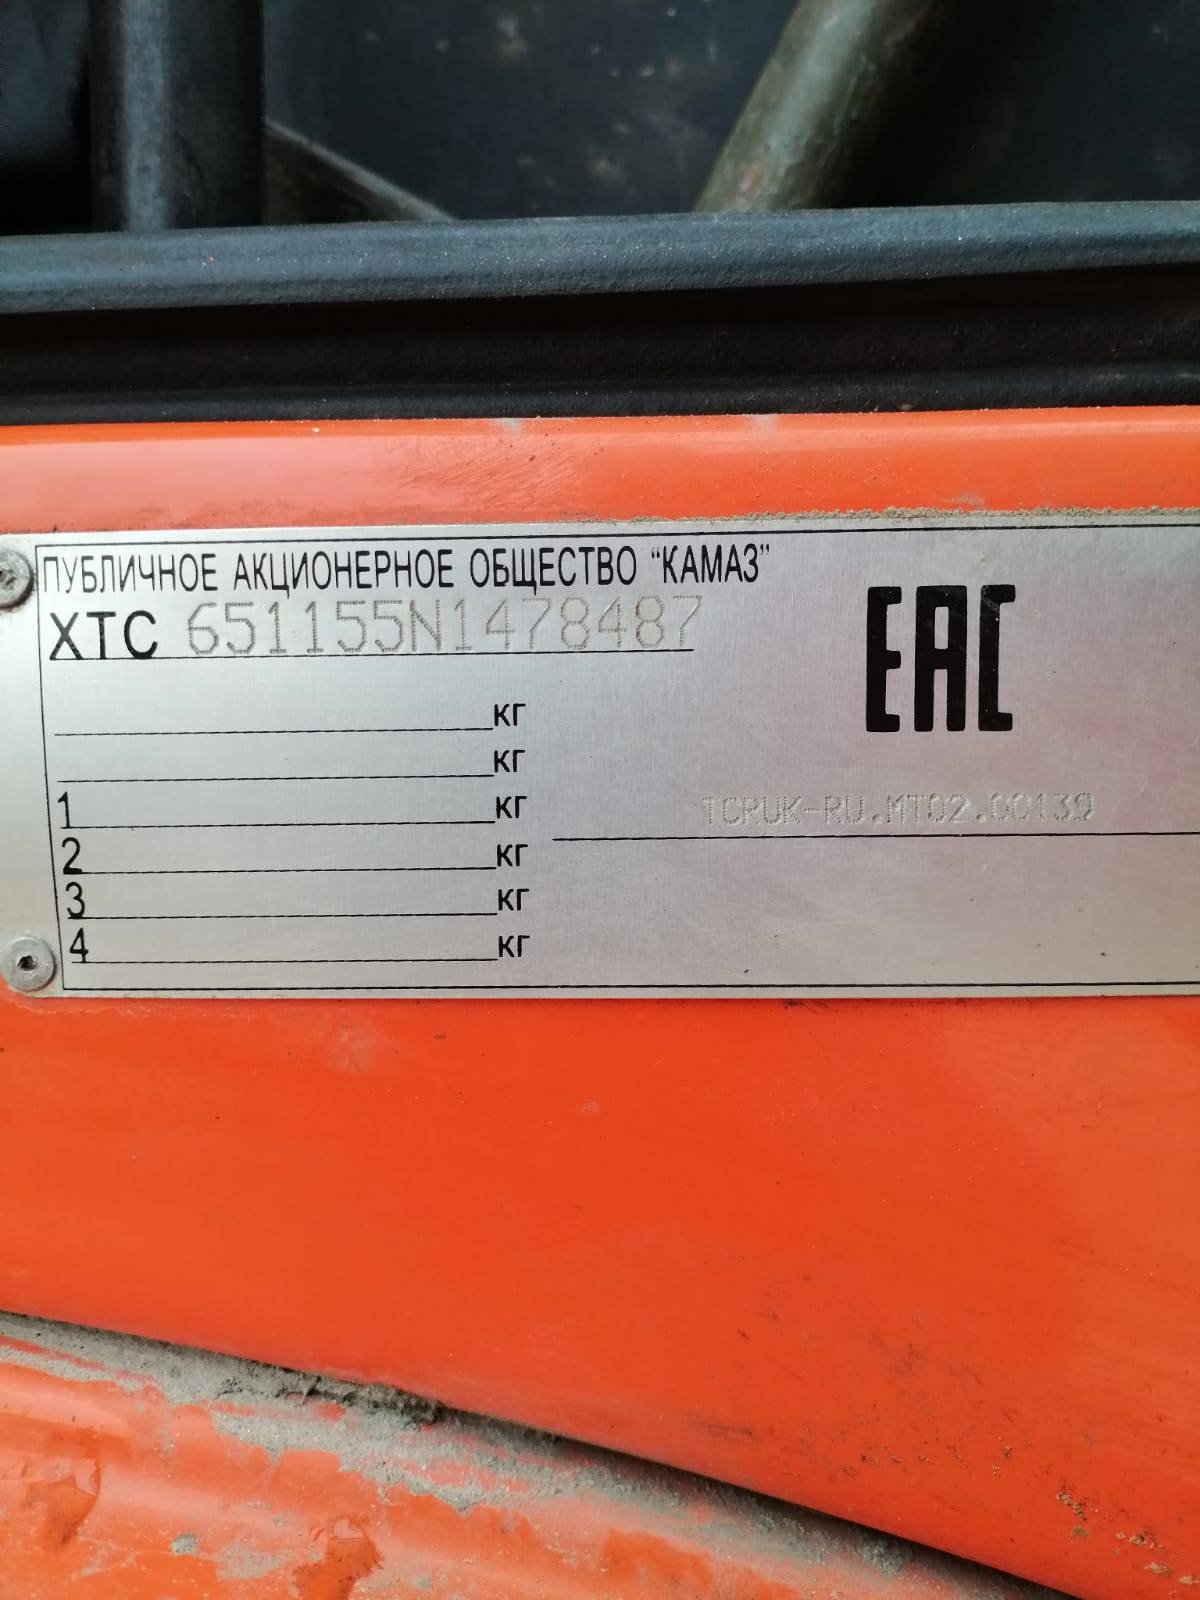 ПУБЛИЧНОЕ АКЦИОНЕРНОЕ ОБЩЕСТВО “КАМАЗ”
XTC 651155N1478487
EAC
кг
кг
1 кг
TCRUK-RU.MT02.00139
2 кг
3 кг
4 кг